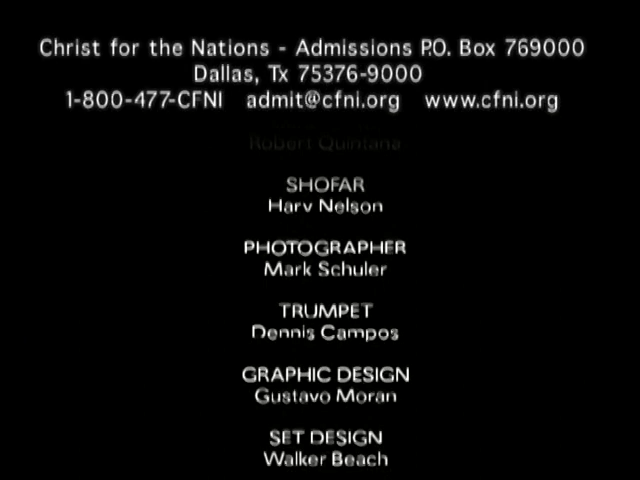 Christ for the Nations - Admissions P.O. Box 769000
Dallas, Tx 75376-9000
1-800-477-CFNI admit@cfni.org www.cfni.org
Robert Quintana
SHOFAR
Harv Nelson
PHOTOGRAPHER
Mark Schuler
TRUMPET
Dennis Campos
GRAPHIC DESIGN
Gustavo Moran
SET DESIGN
Walker Beach